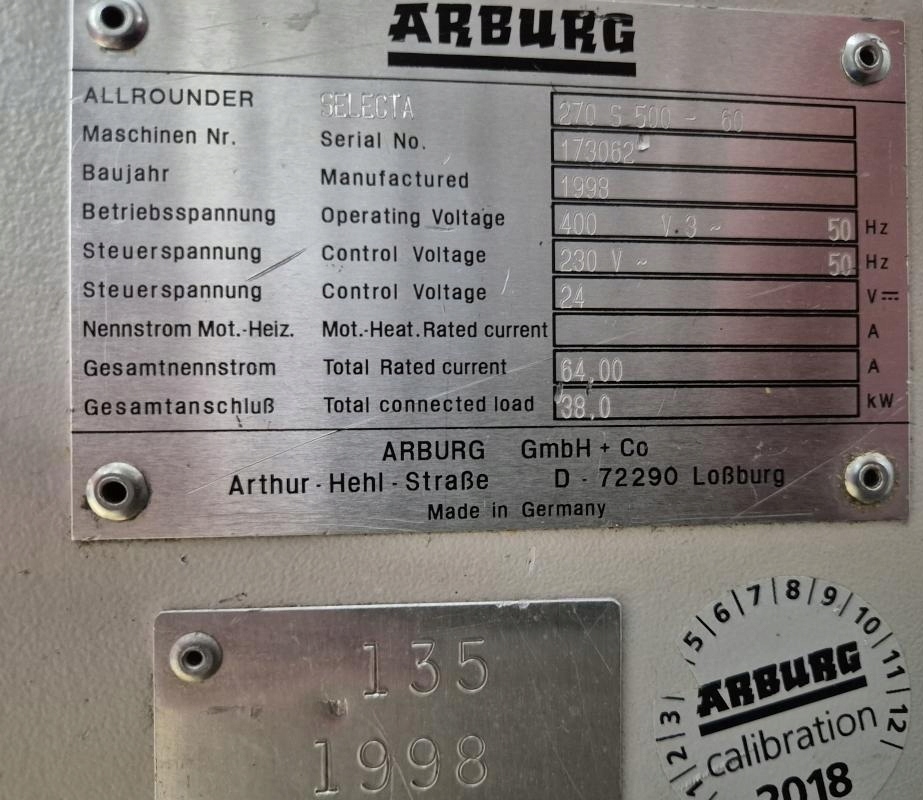 ARBURG
ALLROUNDER SELECTA 270 S 500 - 60
Maschinen Nr. Serial No. 173062
Baujahr Manufactured 1998
Betriebsspannung Operating Voltage 400 V 3 ~ 50 Hz
Steuerspannung Control Voltage 230 V ~ 50 Hz
Steuerspannung Control Voltage 24 V⎓
Nennstrom Mot.-Heiz. Mot.-Heat.Rated current A
Gesamtnennstrom Total Rated current 64,00 A
Gesamtanschluß Total connected load 38,0 kW
ARBURG GmbH + Co
Arthur - Hehl - Straße D - 72290 Loßburg
Made in Germany
135
1998
1|2|3| 5|6|7|8|9|10|11|12|
ARBURG
calibration
2018